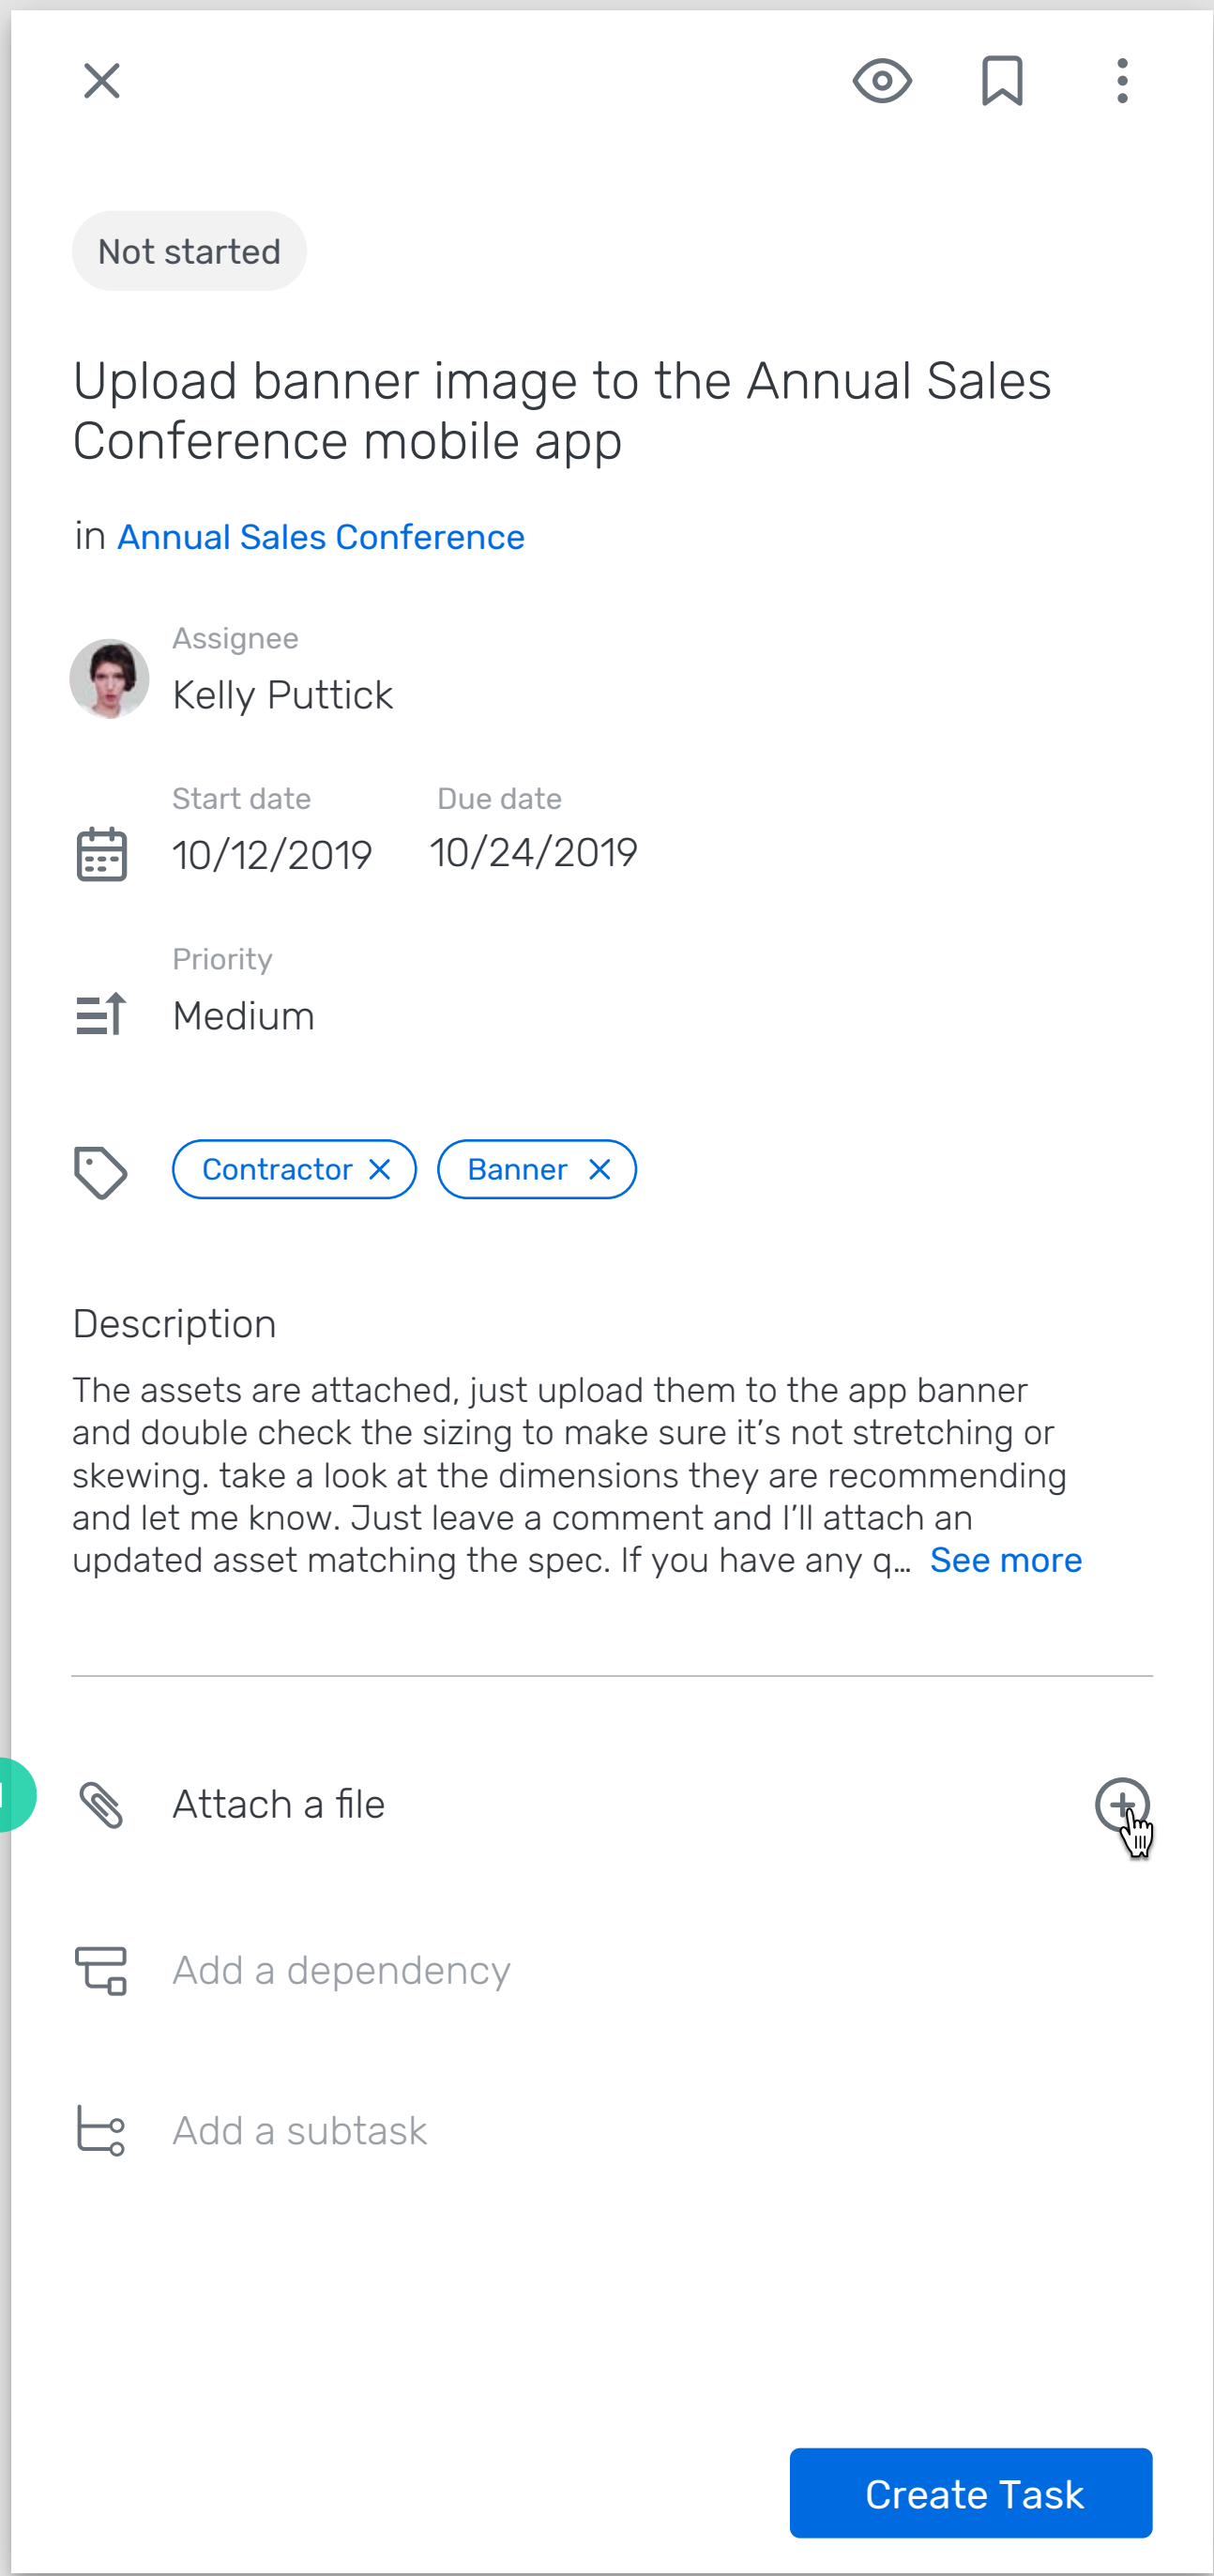 Not started
Upload banner image to the Annual Sales
Conference mobile app
in Annual Sales Conference
Assignee
Kelly Puttick
Start date Due date
10/12/2019 10/24/2019
Priority
Medium
Contractor Banner
Description
The assets are attached, just upload them to the app banner
and double check the sizing to make sure it’s not stretching or
skewing. take a look at the dimensions they are recommending
and let me know. Just leave a comment and I’ll attach an
updated asset matching the spec. If you have any q... See more
Attach a file
Add a dependency
Add a subtask
Create Task